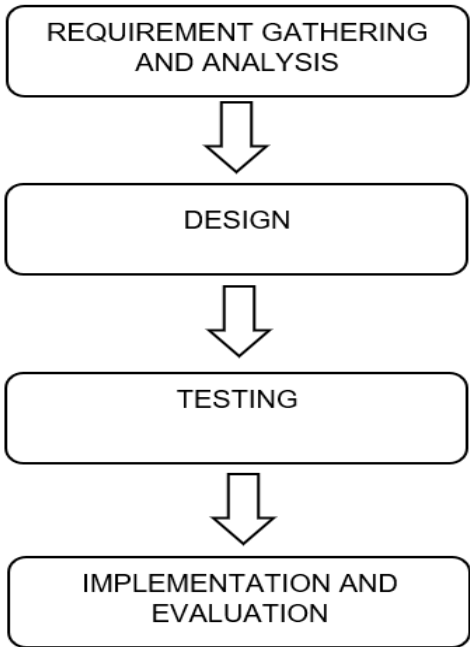 REQUIREMENT GATHERING
AND ANALYSIS
DESIGN
TESTING
IMPLEMENTATION AND
EVALUATION